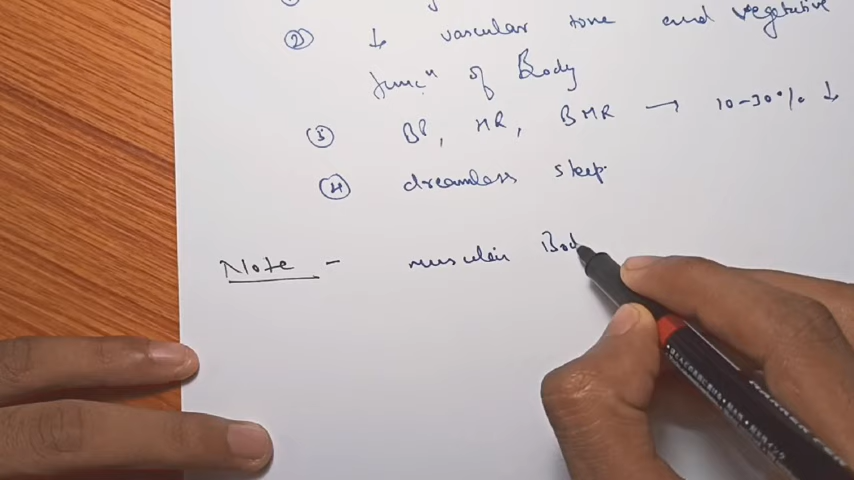 ② ↓ vascular tone and vegetative
funcⁿ of Body
③ BP, HR, BMR → 10-30% ↓
④ dreamless sleep.
Note - muscular Bod